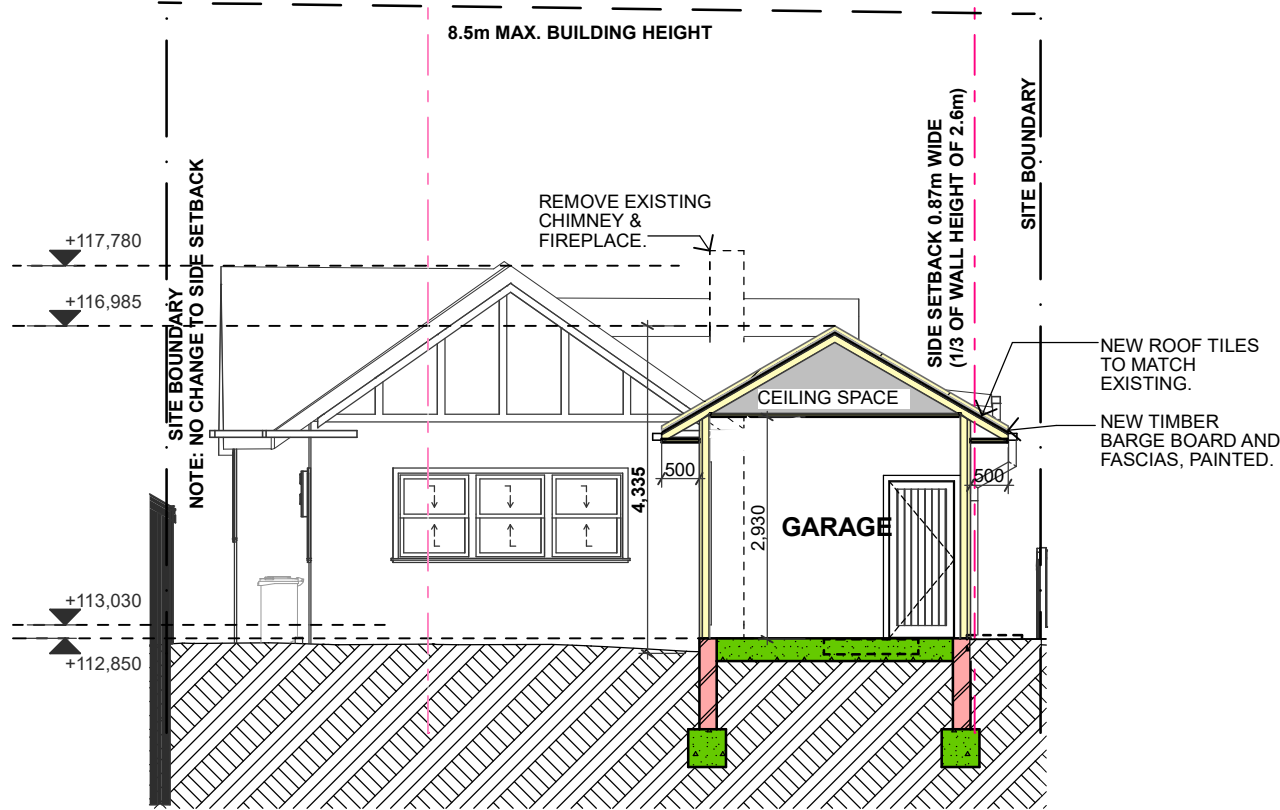 8.5m MAX. BUILDING HEIGHT
SITE BOUNDARY
NOTE: NO CHANGE TO SIDE SETBACK
REMOVE EXISTING
CHIMNEY &
FIREPLACE.
SIDE SETBACK 0.87m WIDE
(1/3 OF WALL HEIGHT OF 2.6m)
SITE BOUNDARY
+117,780
+116,985
NEW ROOF TILES
TO MATCH
EXISTING.
CEILING SPACE
NEW TIMBER
BARGE BOARD AND
FASCIAS, PAINTED.
500
4,335
500
2,930
GARAGE
+113,030
+112,850